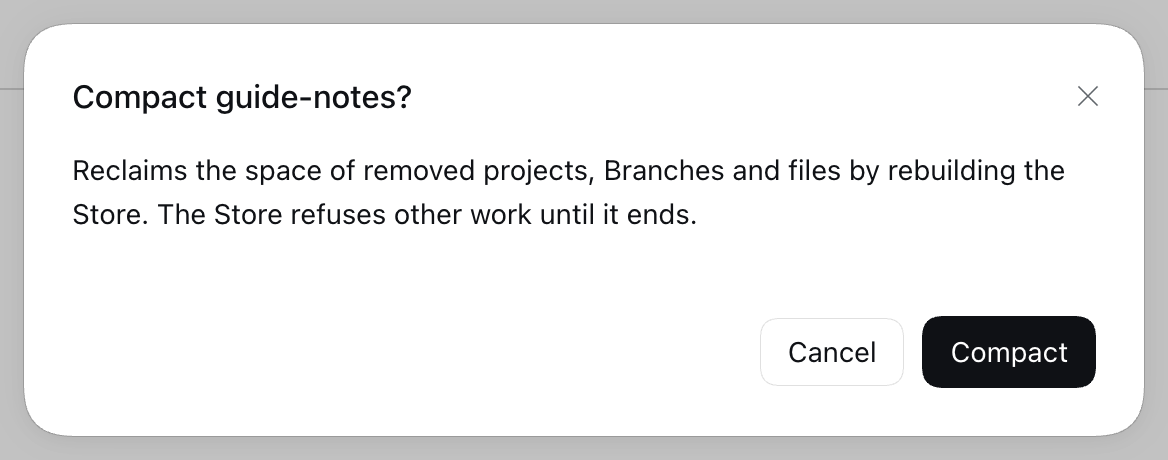 Compact guide-notes?
Reclaims the space of removed projects, Branches and files by rebuilding the
Store. The Store refuses other work until it ends.
Cancel
Compact